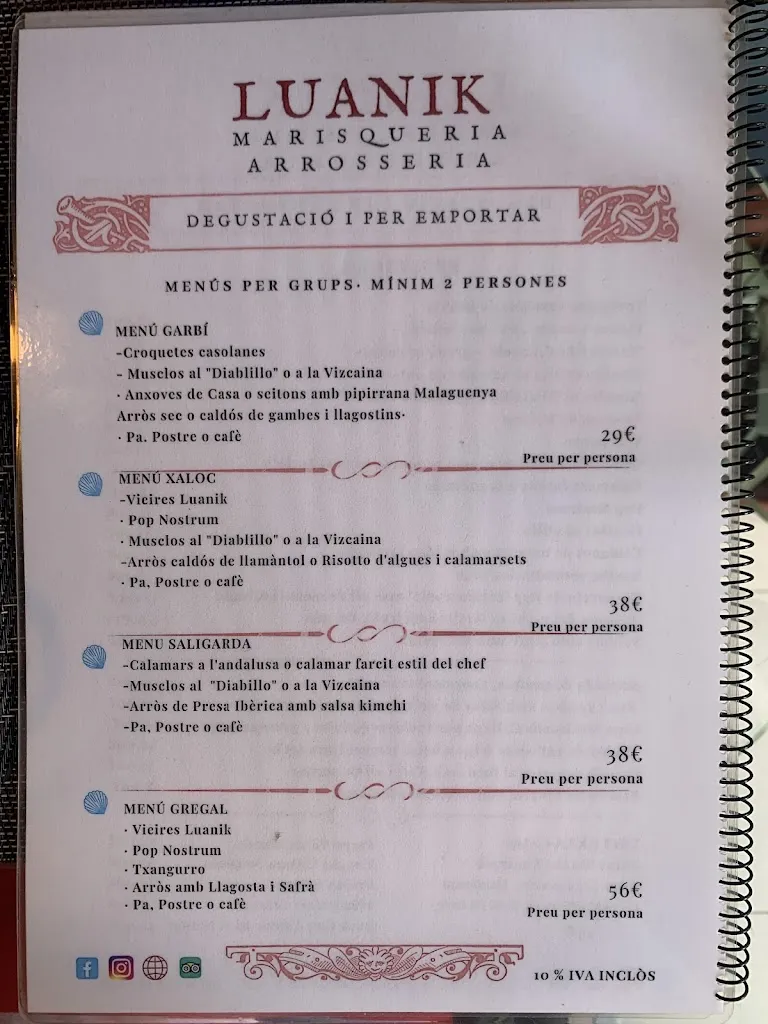 LUANIK
MARISQUERIA
ARROSSERIA
DEGUSTACIÓ I PER EMPORTAR
MENÚS PER GRUPS· MÍNIM 2 PERSONES
MENÚ GARBÍ
-Croquetes casolanes
- Musclos al "Diablillo" o a la Vizcaina
· Anxoves de Casa o seitons amb pipirrana Malaguenya
Arròs sec o caldós de gambes i llagostins·
· Pa. Postre o cafè
29€
Preu per persona
MENÚ XALOC
-Vieires Luanik
· Pop Nostrum
· Musclos al "Diablillo" o a la Vizcaina
-Arròs caldós de llamàntol o Risotto d'algues i calamarsets
· Pa, Postre o cafè
38€
Preu per persona
MENU SALIGARDA
-Calamars a l'andalusa o calamar farcit estil del chef
-Musclos al "Diabillo" o a la Vizcaina
-Arròs de Presa Ibèrica amb salsa kimchi
-Pa, Postre o cafè
38€
Preu per persona
MENÚ GREGAL
· Vieires Luanik
· Pop Nostrum
· Txangurro
· Arròs amb Llagosta i Safrà
· Pa, Postre o cafè
56€
Preu per persona
10 % IVA INCLÒS